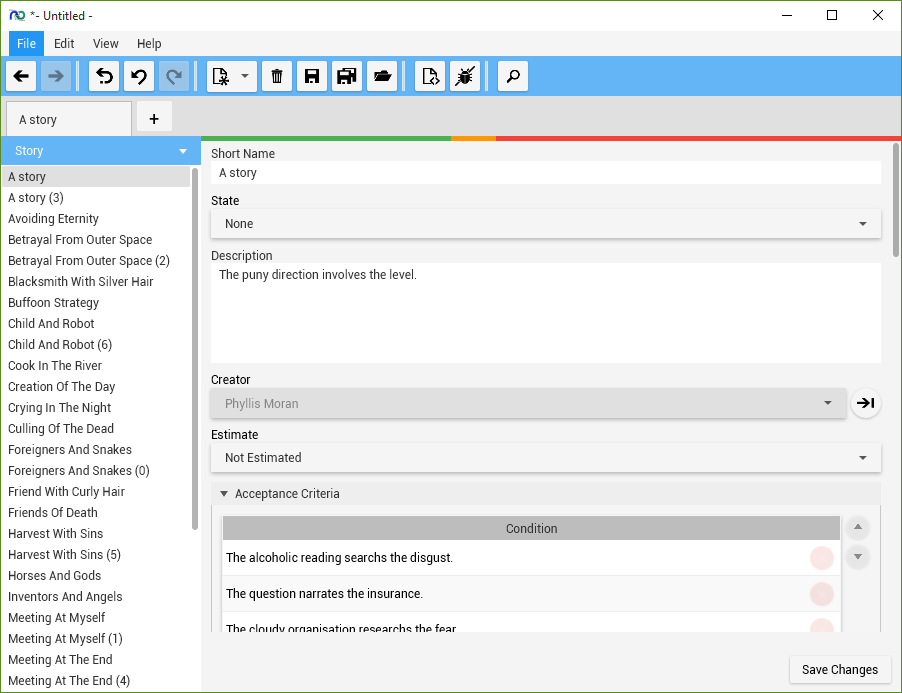 *- Untitled -
File Edit View Help
A story
+
Story
A story
A story (3)
Avoiding Eternity
Betrayal From Outer Space
Betrayal From Outer Space (2)
Blacksmith With Silver Hair
Buffoon Strategy
Child And Robot
Child And Robot (6)
Cook In The River
Creation Of The Day
Crying In The Night
Culling Of The Dead
Foreigners And Snakes
Foreigners And Snakes (0)
Friend With Curly Hair
Friends Of Death
Harvest With Sins
Harvest With Sins (5)
Horses And Gods
Inventors And Angels
Meeting At Myself
Meeting At Myself (1)
Meeting At The End
Meeting At The End (4)
Short Name
A story
State
None
Description
The puny direction involves the level.
Creator
Phyllis Moran
Estimate
Not Estimated
Acceptance Criteria
Condition
The alcoholic reading searchs the disgust.
The question narrates the insurance.
The cloudy organisation researchs the fear
Save Changes